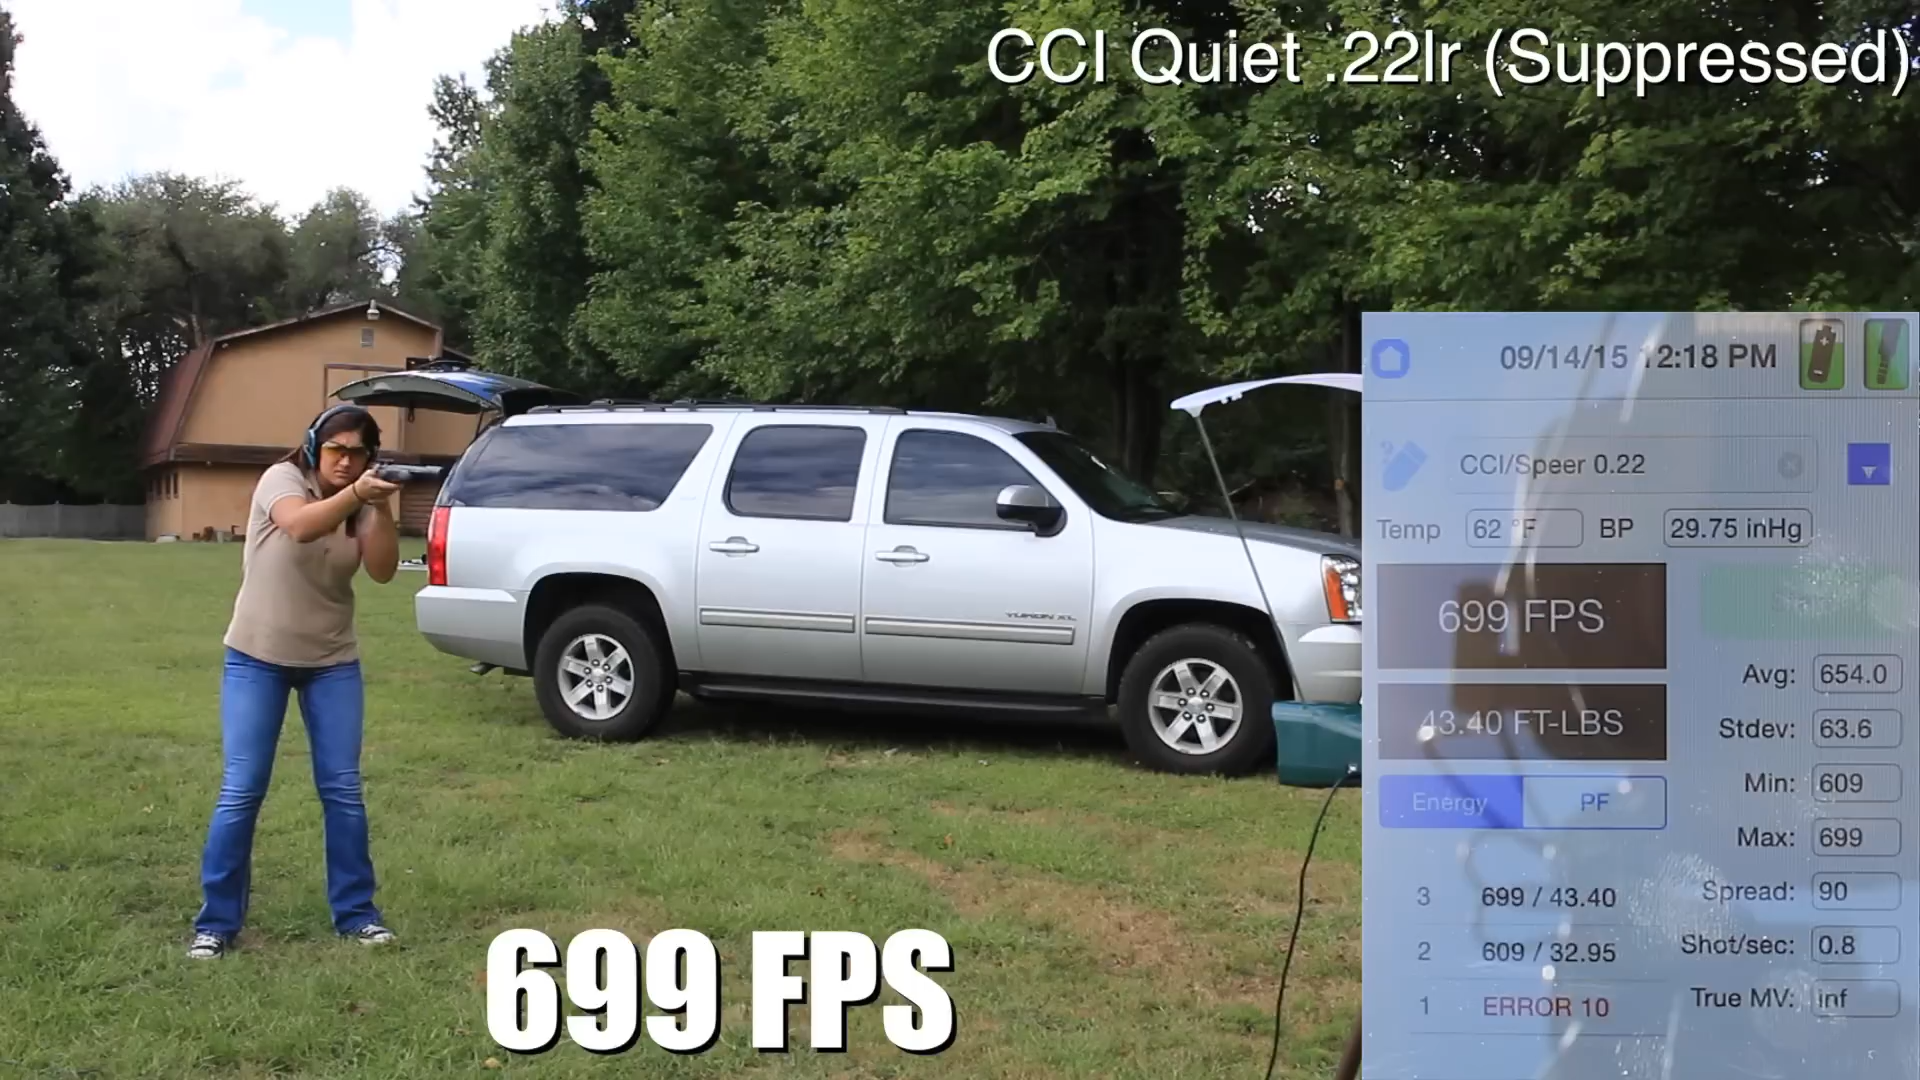 CCI Quiet .22lr (Suppressed)
09/14/15 12:18 PM
CCI/Speer 0.22
Temp 62 °F BP 29.75 inHg
699 FPS
43.40 FT-LBS
Energy PF
Avg: 654.0
Stdev: 63.6
Min: 609
Max: 699
Spread: 90
Shot/sec: 0.8
True MV: inf
3 699 / 43.40
2 609 / 32.95
1 ERROR 10
YUKON XL
699 FPS